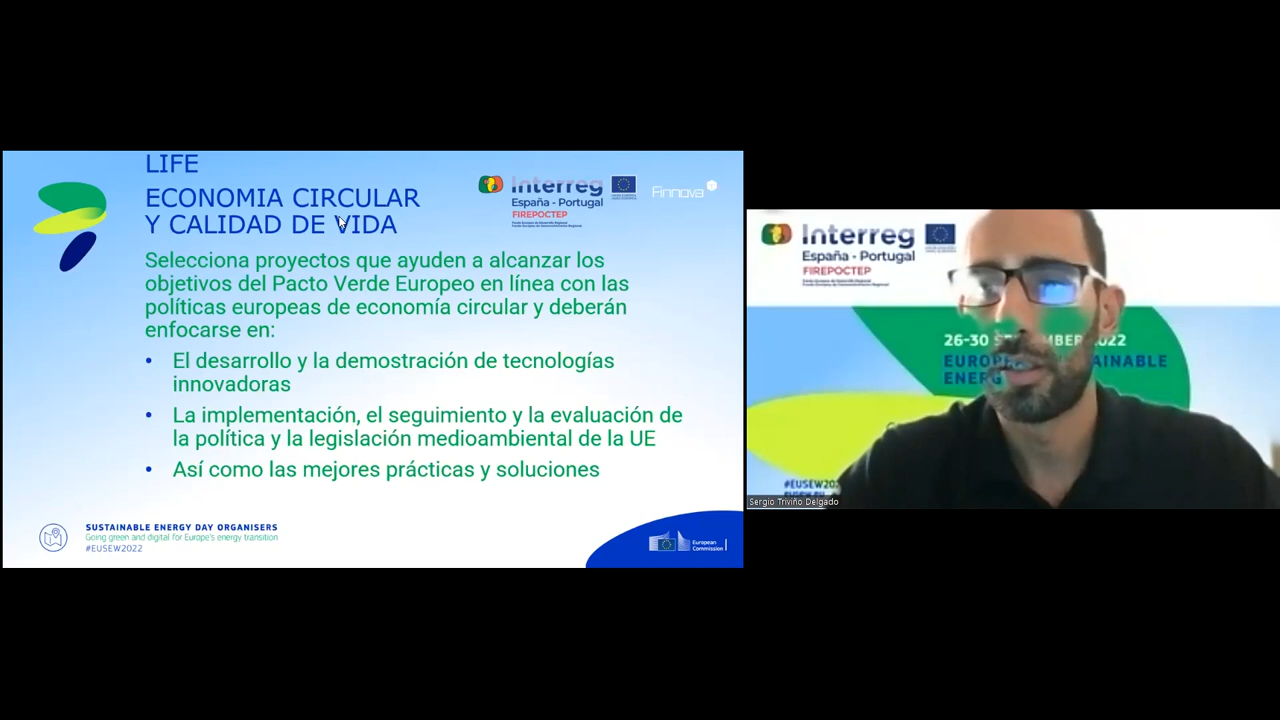 LIFE
ECONOMIA CIRCULAR
Y CALIDAD DE VIDA
Interreg
España - Portugal
FIREPOCTEP
Finnova
Selecciona proyectos que ayuden a alcanzar los
objetivos del Pacto Verde Europeo en línea con las
políticas europeas de economía circular y deberán
enfocarse en:
• El desarrollo y la demostración de tecnologías
innovadoras
• La implementación, el seguimiento y la evaluación de
la política y la legislación medioambiental de la UE
• Así como las mejores prácticas y soluciones
SUSTAINABLE ENERGY DAY ORGANISERS
Going green and digital for Europe's energy transition
#EUSEW2022
European
Commission
Interreg
España - Portugal
FIREPOCTEP
26-30 S MBER 2022
EUROPE AINABLE
ENERG
#EUSEW202
Sergio Triviño Delgado